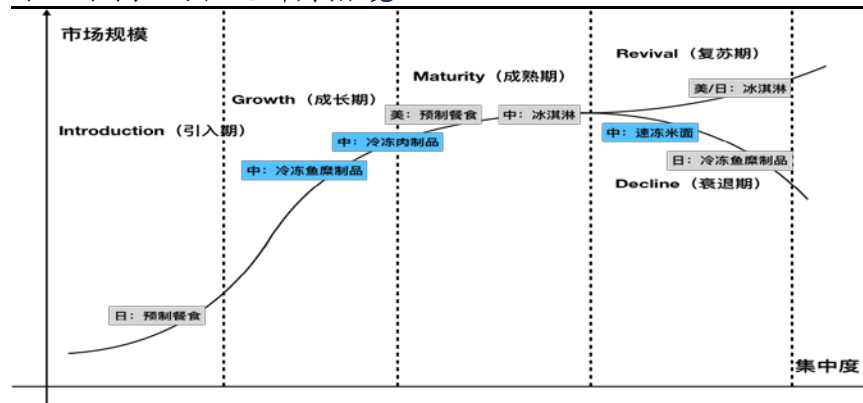 市场规模
Revival（复苏期）
Maturity（成熟期）
美/日：冰淇淋
Growth（成长期）
美：预制餐食
中：冰淇淋
Introduction（引入期）
中：冷冻肉制品
中：速冻米面
中：冷冻鱼糜制品
日：冷冻鱼糜制品
Decline（衰退期）
日：预制餐食
集中度